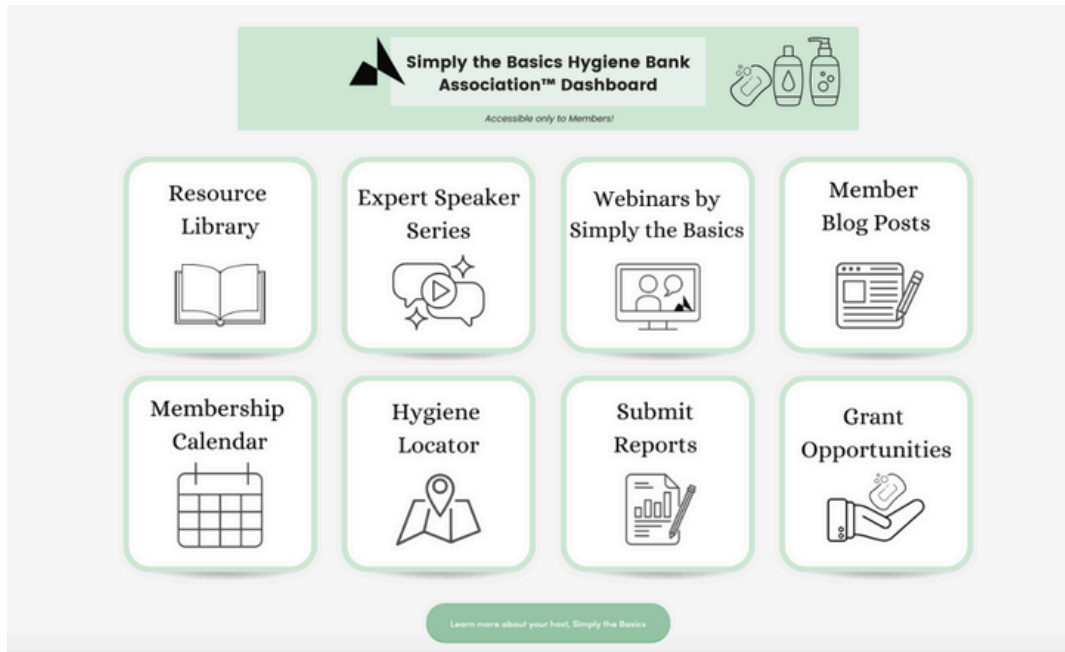 Simply the Basics Hygiene Bank
Association™ Dashboard
Accessible only to Members!
Resource
Library
Expert Speaker
Series
Webinars by
Simply the Basics
Member
Blog Posts
Membership
Calendar
Hygiene
Locator
Submit
Reports
Grant
Opportunities
Learn more about your host, Simply the Basics